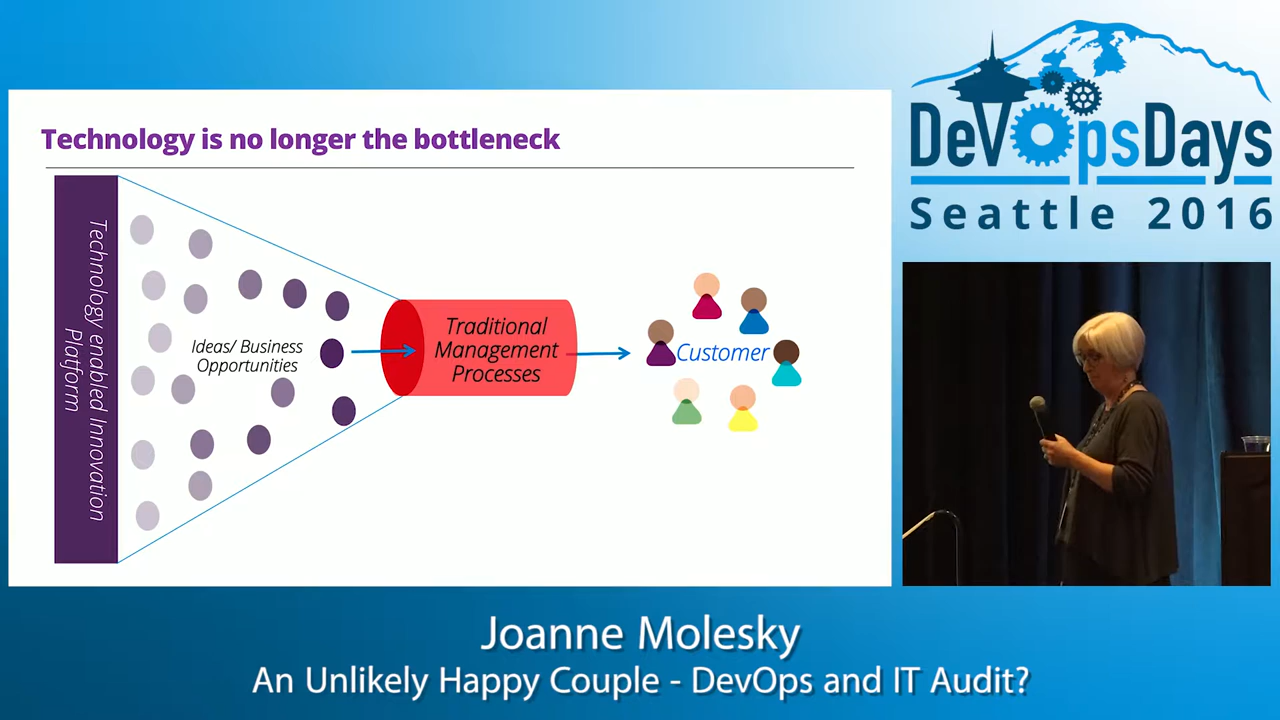 Technology is no longer the bottleneck
Technology enabled Innovation
Platform
Ideas/ Business
Opportunities
Traditional
Management
Processes
Customer
DevOpsDays
Seattle 2016
Joanne Molesky
An Unlikely Happy Couple - DevOps and IT Audit?